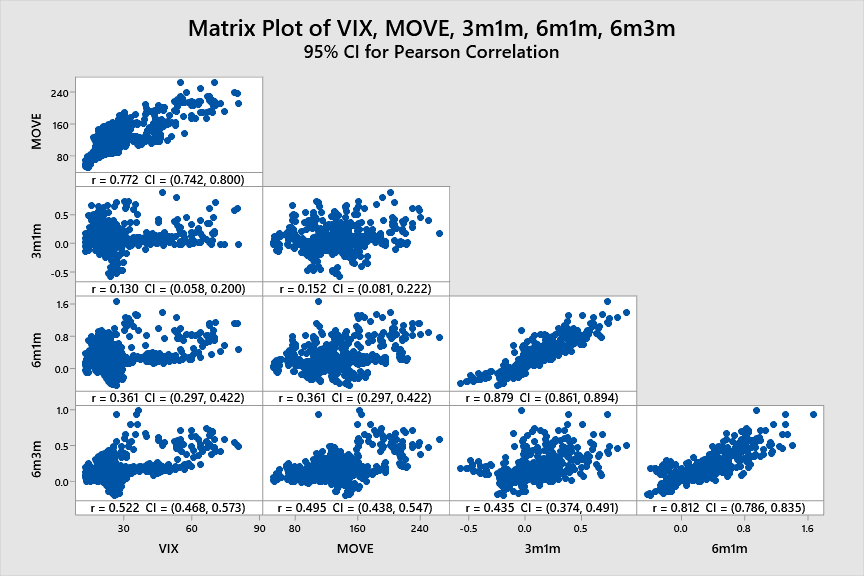 Matrix Plot of VIX, MOVE, 3m1m, 6m1m, 6m3m
95% CI for Pearson Correlation
240
160
80
MOVE
r = 0.772 CI = (0.742, 0.800)
0.5
0.0
-0.5
3m1m
r = 0.130 CI = (0.058, 0.200)
r = 0.152 CI = (0.081, 0.222)
1.6
0.8
0.0
6m1m
r = 0.361 CI = (0.297, 0.422)
r = 0.361 CI = (0.297, 0.422)
r = 0.879 CI = (0.861, 0.894)
1.0
0.5
0.0
6m3m
r = 0.522 CI = (0.468, 0.573)
r = 0.495 CI = (0.438, 0.547)
r = 0.435 CI = (0.374, 0.491)
r = 0.812 CI = (0.786, 0.835)
30 60 90 80 160 240 -0.5 0.0 0.5 0.0 0.8 1.6
VIX MOVE 3m1m 6m1m